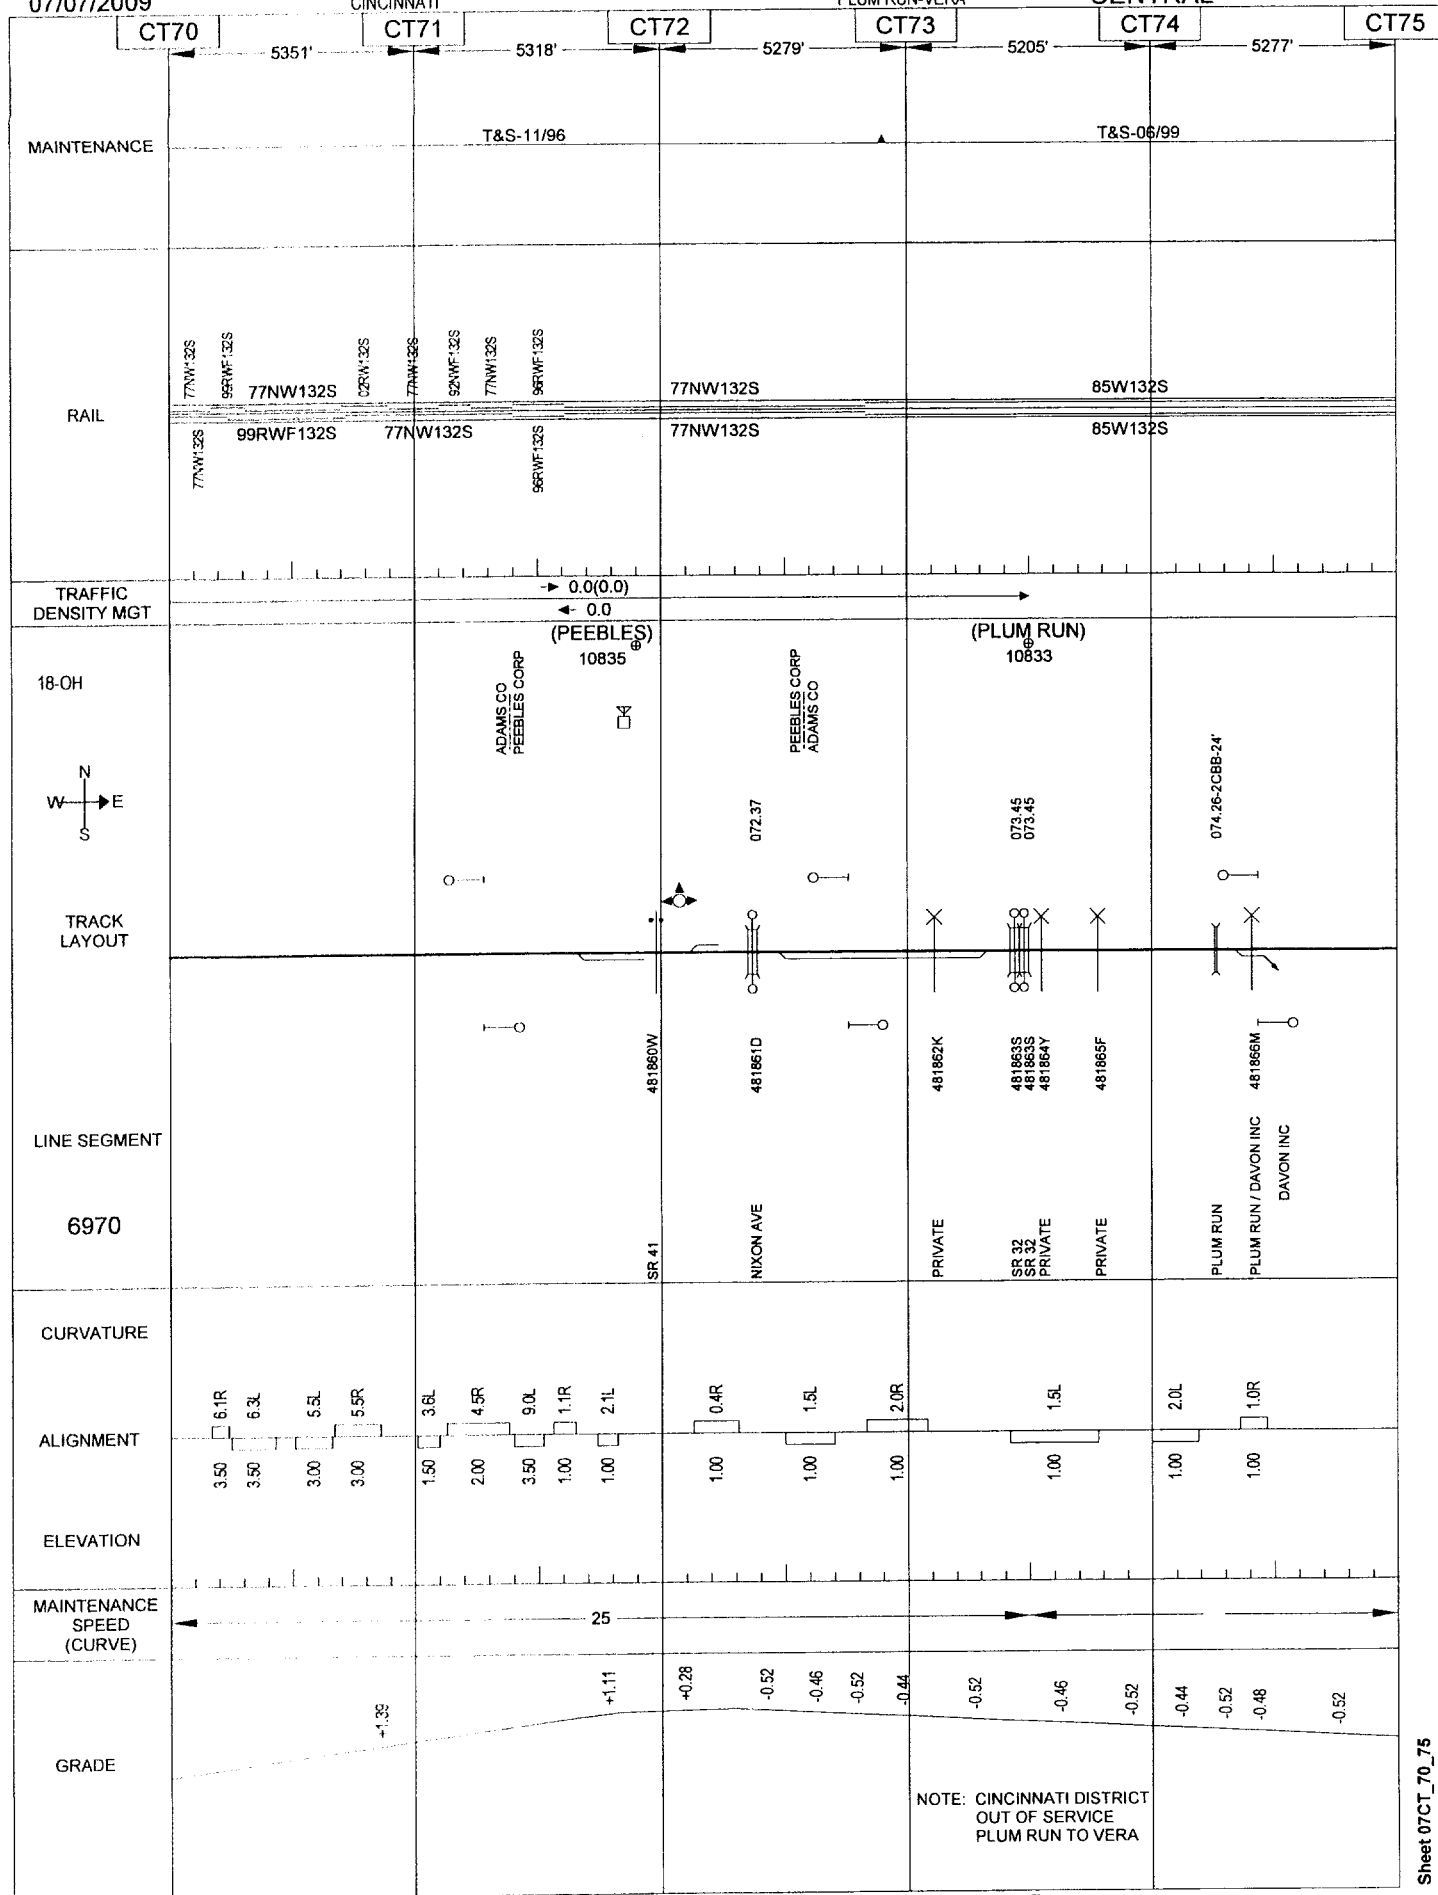 07/07/2009
CINCINNATI
PLUM RUN-VERA
CENTRAL
CT70
CT71
CT72
CT73
CT74
CT75
5351'
5318'
5279'
5205'
5277'
MAINTENANCE
T&S-11/96
T&S-06/99
77NW132S
99RWF132S
77NW132S
02RW132S
77NW132S
92NWF132S
77NW132S
96RWF132S
77NW132S
85W132S
RAIL
77NW132S
99RWF132S
77NW132S
96RWF132S
77NW132S
85W132S
TRAFFIC
DENSITY MGT
0.0(0.0)
0.0
(PEEBLES)
10835
(PLUM RUN)
10833
18-OH
ADAMS CO
PEEBLES CORP
PEEBLES CORP
ADAMS CO
N
W
E
S
072.37
073.45
073.45
074.26-2CBB-24'
TRACK
LAYOUT
481860W
481861D
481862K
481863S
481863S
481864Y
481865F
481866M
LINE SEGMENT
6970
SR 41
NIXON AVE
PRIVATE
SR 32
SR 32
PRIVATE
PRIVATE
PLUM RUN
PLUM RUN / DAVON INC
DAVON INC
CURVATURE
6.1R
6.3L
5.5L
5.5R
3.6L
4.5R
9.0L
1.1R
2.1L
0.4R
1.5L
2.0R
1.5L
2.0L
1.0R
ALIGNMENT
3.50
3.50
3.00
3.00
1.50
2.00
3.50
1.00
1.00
1.00
1.00
1.00
1.00
1.00
1.00
ELEVATION
MAINTENANCE
SPEED
(CURVE)
25
+1.39
+1.11
+0.28
-0.52
-0.46
-0.52
-0.44
-0.52
-0.46
-0.52
-0.44
-0.52
-0.48
-0.52
GRADE
NOTE: CINCINNATI DISTRICT
OUT OF SERVICE
PLUM RUN TO VERA
Sheet 07CT_70_75